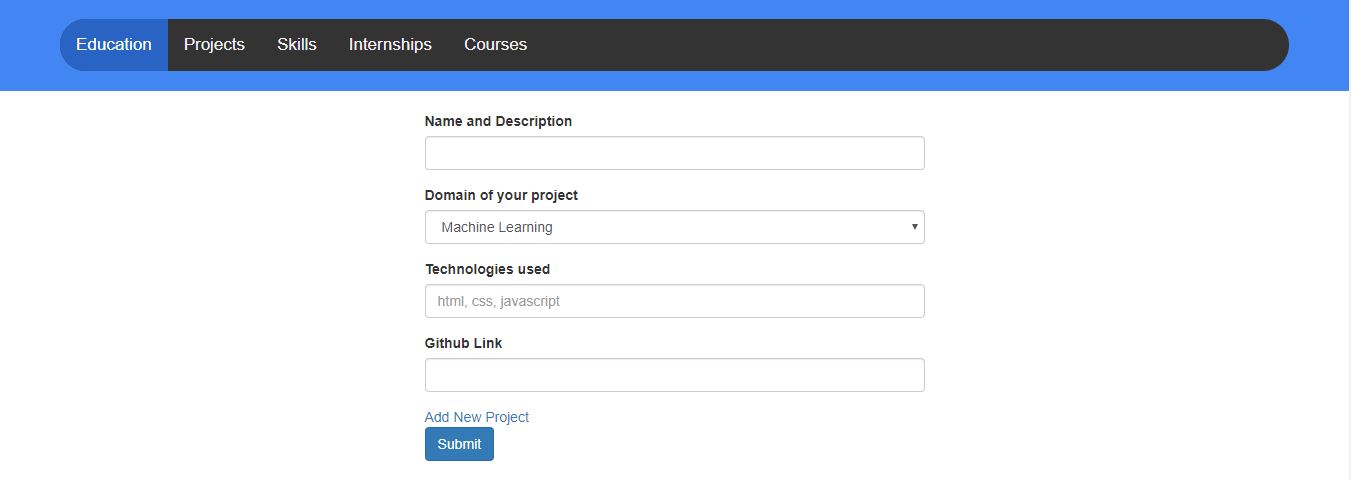 Education Projects Skills Internships Courses
Name and Description
Domain of your project
Machine Learning
Technologies used
html, css, javascript
Github Link
Add New Project
Submit